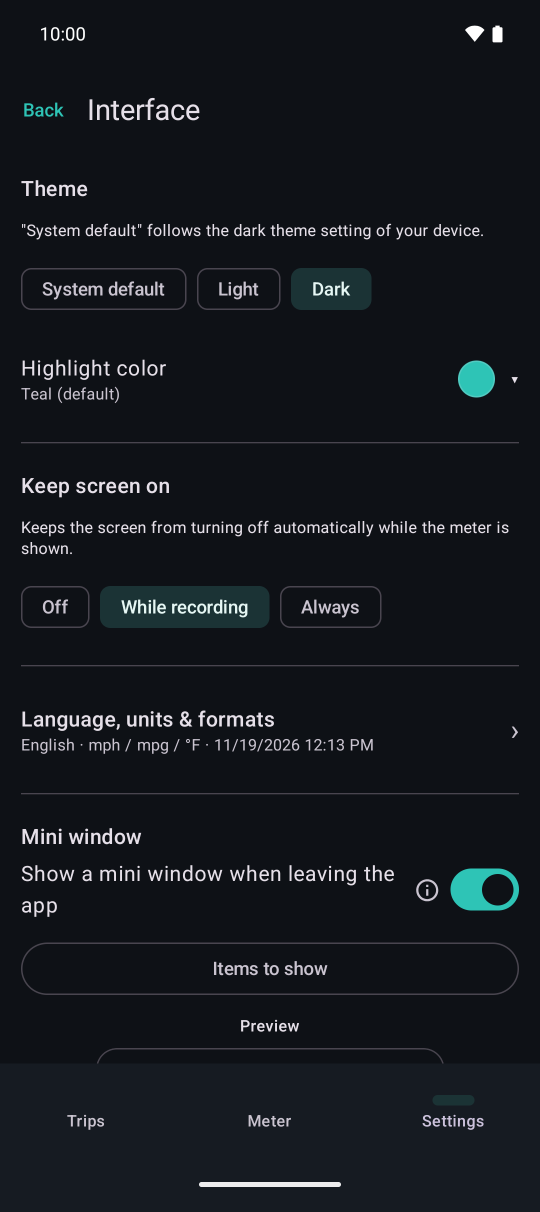 10:00
Back
Interface
Theme
"System default" follows the dark theme setting of your device.
System default
Light
Dark
Highlight color
Teal (default)
Keep screen on
Keeps the screen from turning off automatically while the meter is
shown.
Off
While recording
Always
Language, units & formats
English · mph / mpg / °F · 11/19/2026 12:13 PM
Mini window
Show a mini window when leaving the
app
Items to show
Preview
Trips
Meter
Settings